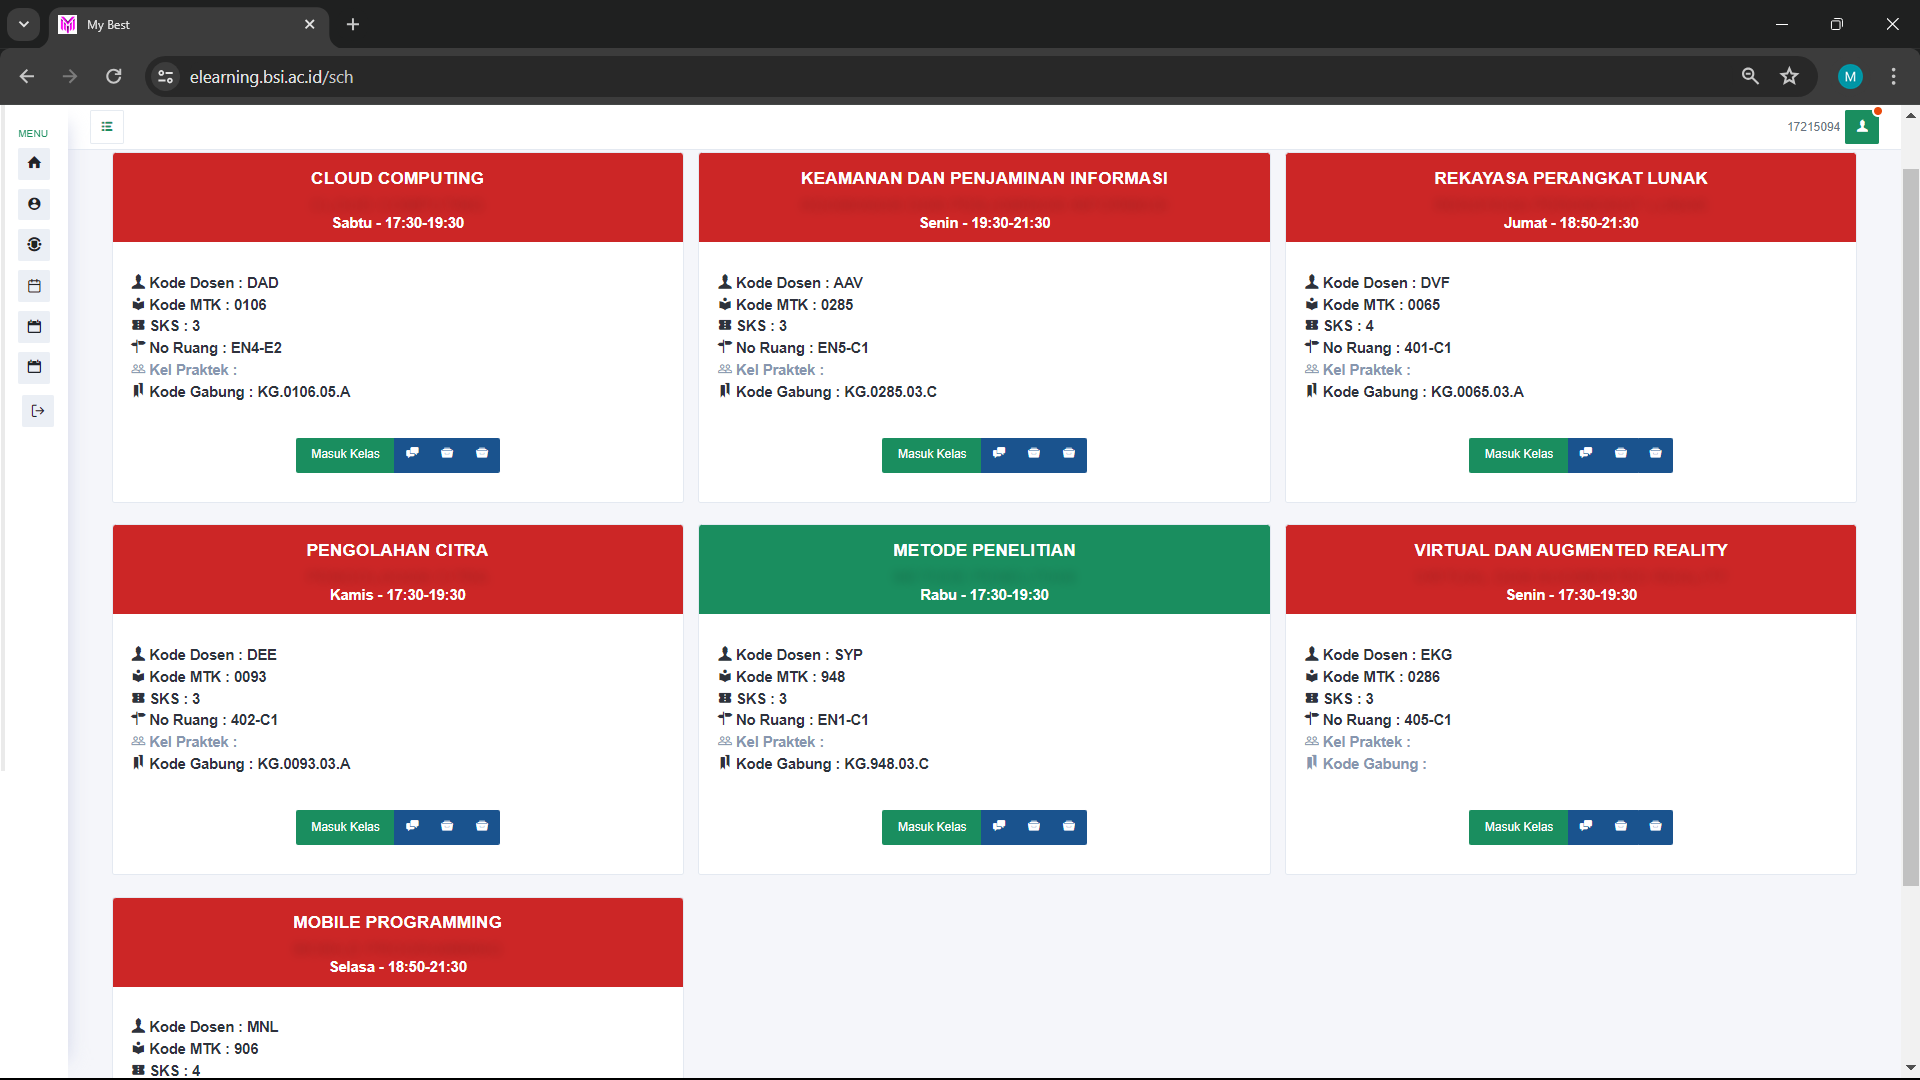 My Best
elearning.bsi.ac.id/sch
M
MENU
17215094
CLOUD COMPUTING
Sabtu - 17:30-19:30
Kode Dosen : DAD
Kode MTK : 0106
SKS : 3
No Ruang : EN4-E2
Kel Praktek :
Kode Gabung : KG.0106.05.A
Masuk Kelas
KEAMANAN DAN PENJAMINAN INFORMASI
Senin - 19:30-21:30
Kode Dosen : AAV
Kode MTK : 0285
SKS : 3
No Ruang : EN5-C1
Kel Praktek :
Kode Gabung : KG.0285.03.C
Masuk Kelas
REKAYASA PERANGKAT LUNAK
Jumat - 18:50-21:30
Kode Dosen : DVF
Kode MTK : 0065
SKS : 4
No Ruang : 401-C1
Kel Praktek :
Kode Gabung : KG.0065.03.A
Masuk Kelas
PENGOLAHAN CITRA
Kamis - 17:30-19:30
Kode Dosen : DEE
Kode MTK : 0093
SKS : 3
No Ruang : 402-C1
Kel Praktek :
Kode Gabung : KG.0093.03.A
Masuk Kelas
METODE PENELITIAN
Rabu - 17:30-19:30
Kode Dosen : SYP
Kode MTK : 948
SKS : 3
No Ruang : EN1-C1
Kel Praktek :
Kode Gabung : KG.948.03.C
Masuk Kelas
VIRTUAL DAN AUGMENTED REALITY
Senin - 17:30-19:30
Kode Dosen : EKG
Kode MTK : 0286
SKS : 3
No Ruang : 405-C1
Kel Praktek :
Kode Gabung :
Masuk Kelas
MOBILE PROGRAMMING
Selasa - 18:50-21:30
Kode Dosen : MNL
Kode MTK : 906
SKS : 4